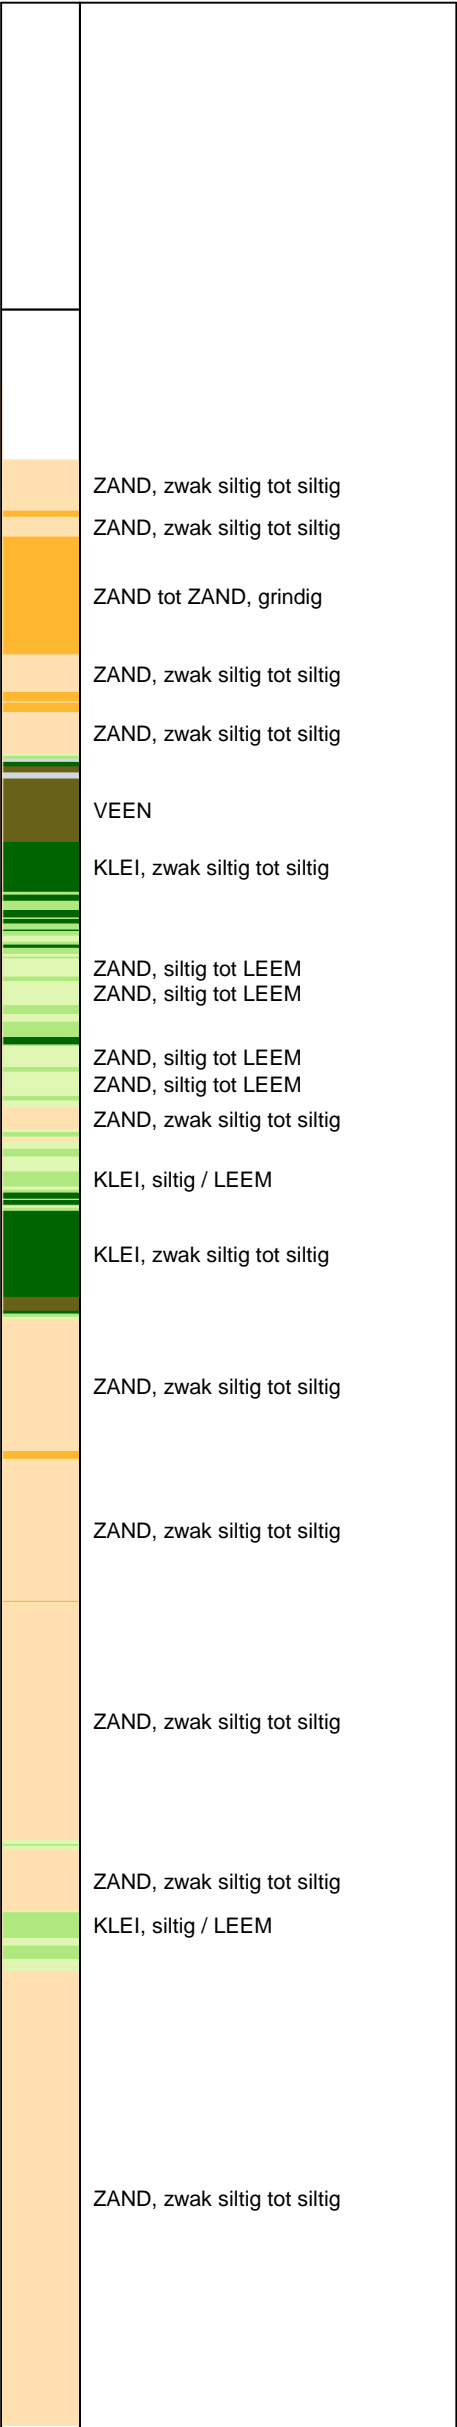 ZAND, zwak siltig tot siltig
ZAND, zwak siltig tot siltig
ZAND tot ZAND, grindig
ZAND, zwak siltig tot siltig
ZAND, zwak siltig tot siltig
VEEN
KLEI, zwak siltig tot siltig
ZAND, siltig tot LEEM
ZAND, siltig tot LEEM
ZAND, siltig tot LEEM
ZAND, siltig tot LEEM
ZAND, zwak siltig tot siltig
KLEI, siltig / LEEM
KLEI, zwak siltig tot siltig
ZAND, zwak siltig tot siltig
ZAND, zwak siltig tot siltig
ZAND, zwak siltig tot siltig
ZAND, zwak siltig tot siltig
KLEI, siltig / LEEM
ZAND, zwak siltig tot siltig